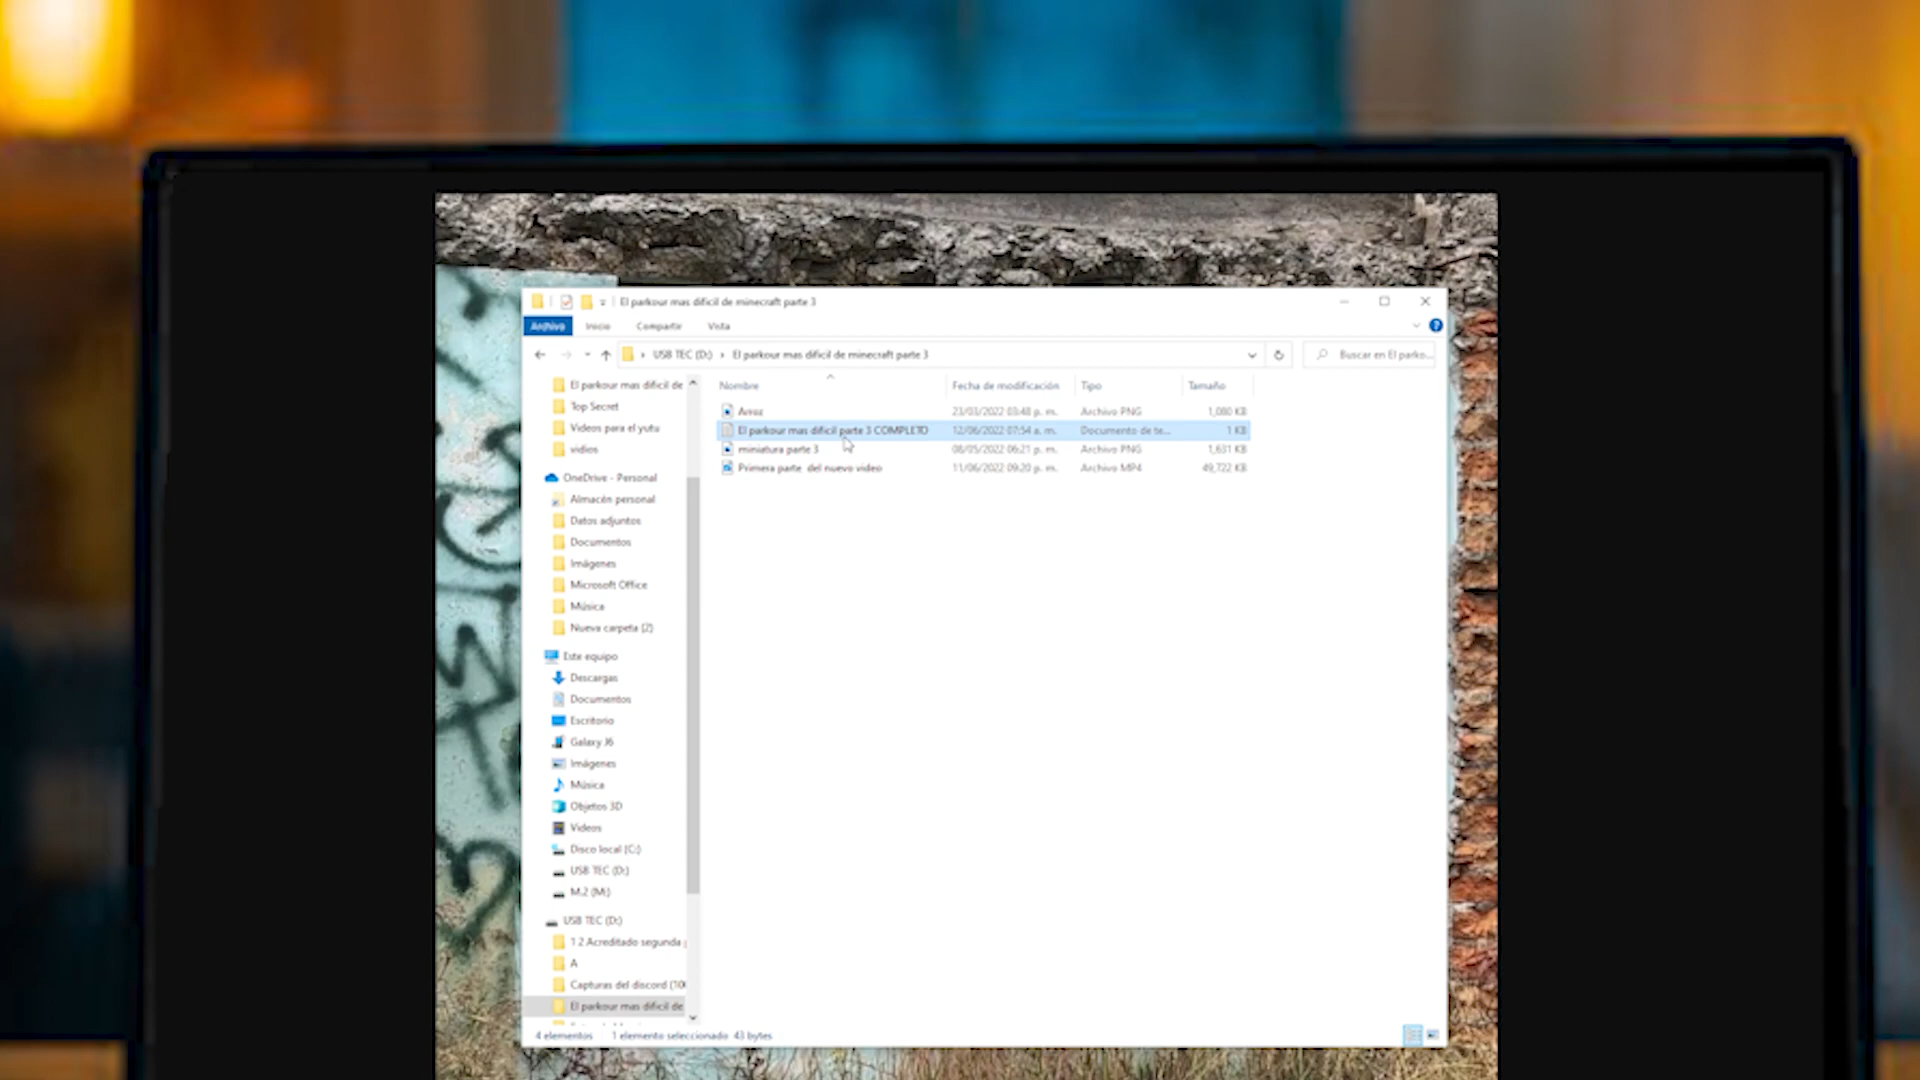 El parkour mas dificil de minecraft parte 3
Archivo Inicio Compartir Vista
USB TEC (D:) › El parkour mas dificil de minecraft parte 3
Buscar en El parko...
Nombre Fecha de modificación Tipo Tamaño
Arroz 23/03/2022 03:48 p. m. Archivo PNG 1,080 KB
El parkour mas dificil parte 3 COMPLETO 12/06/2022 07:54 a. m. Documento de te... 1 KB
miniatura parte 3 08/05/2022 06:21 p. m. Archivo PNG 1,631 KB
Primera parte del nuevo video 11/06/2022 09:20 p. m. Archivo MP4 49,722 KB
El parkour mas dificil de
Top Secret
Videos para el yutu
vidios
OneDrive - Personal
Almacén personal
Datos adjuntos
Documentos
Imágenes
Microsoft Office
Música
Nueva carpeta (2)
Este equipo
Descargas
Documentos
Escritorio
Galaxy J6
Imágenes
Música
Objetos 3D
Videos
Disco local (C:)
USB TEC (D:)
M.2 (M:)
USB TEC (D:)
1 2 Acreditado segunda
A
Capturas del discord (10
El parkour mas dificil de
4 elementos 1 elemento seleccionado 43 bytes